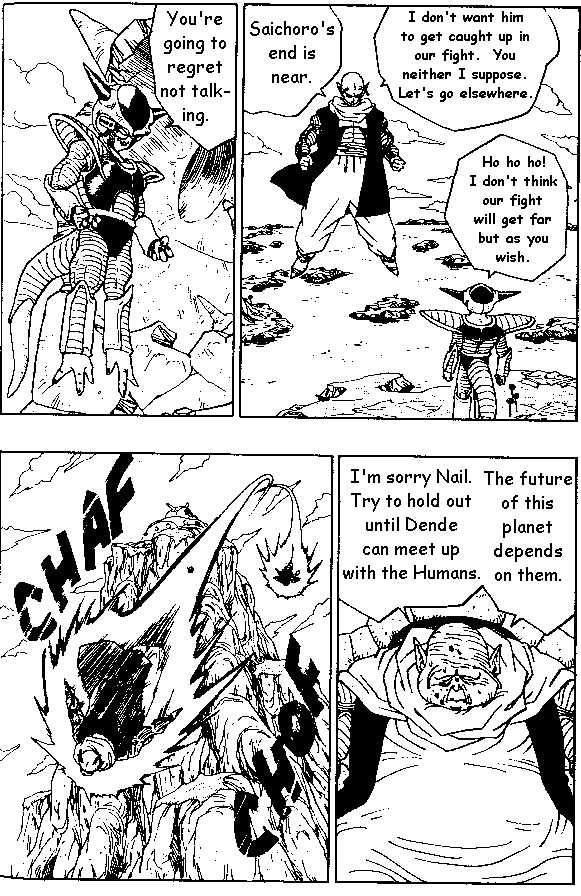 You're
going to
regret
not talk-
ing.
Saichoro's
end is
near.
I don't want him
to get caught up in
our fight. You
neither I suppose.
Let's go elsewhere.
Ho ho ho!
I don't think
our fight
will get far
but as you
wish.
CHAF
CHOF
I'm sorry Nail.
Try to hold out
until Dende
can meet up
with the Humans.
The future
of this
planet
depends
on them.